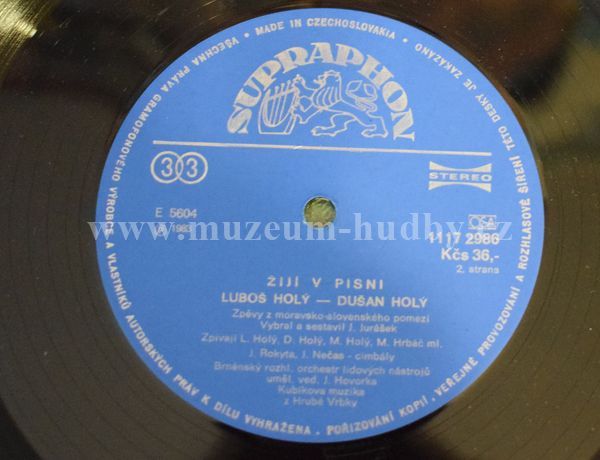 VŠECHNA PRÁVA GRAMOFONOVÉHO VÝROBCE A VLASTNÍKŮ AUTORSKÝCH PRÁV K DÍLU VYHRAŽENA . POŘIZOVÁNÍ KOPIÍ . VEŘEJNÉ PROVOZOVÁNÍ A ROZHLASOVÉ ŠÍŘENÍ TÉTO DESKY JE ZAKÁZÁNO
• MADE IN CZECHOSLOVAKIA •
SUPRAPHON
33
STEREO
E 5604
℗ 1983
OSA
1117 2986
Kčs 36,-
2. strana
www.muzeum-hudby.cz
ŽIJÍ V PISNI
LUBOŠ HOLÝ — DUŠAN HOLÝ
Zpěvy z moravsko-slovenského pomezí
Vybral a sestavil J. Jurášek
Zpívají L. Holý, D. Holý, M. Holý, M. Hrbáč ml.
J. Rokyta, J. Nečas - cimbály
Brněnský rozhl. orchestr lidových nástrojů
uměl. ved. J. Hovorka
Kubíkova muzika
z Hrubé Vrbky